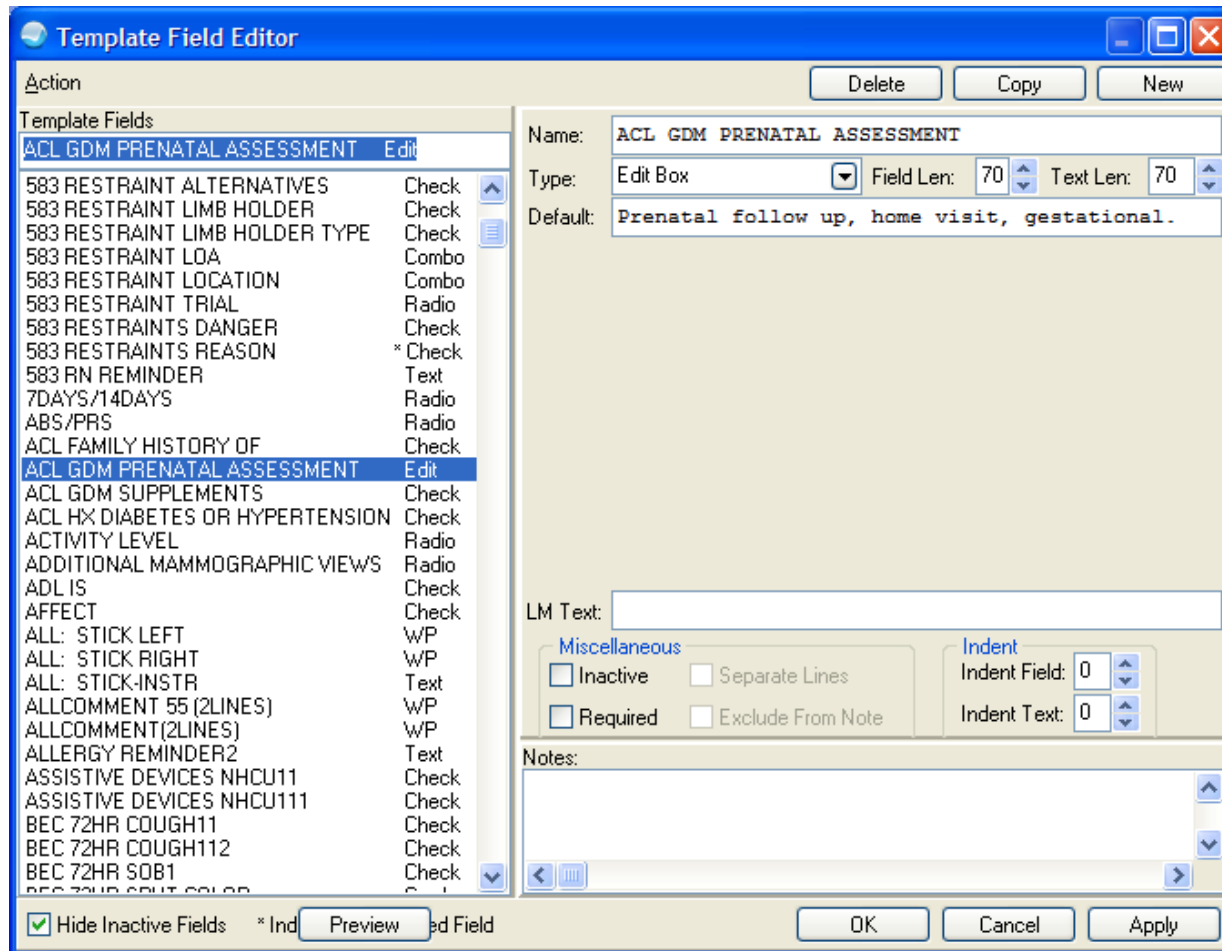 Template Field Editor
Action
Delete
Copy
New
Template Fields
ACL GDM PRENATAL ASSESSMENT Edit
583 RESTRAINT ALTERNATIVES Check
583 RESTRAINT LIMB HOLDER Check
583 RESTRAINT LIMB HOLDER TYPE Check
583 RESTRAINT LOA Combo
583 RESTRAINT LOCATION Combo
583 RESTRAINT TRIAL Radio
583 RESTRAINTS DANGER Check
583 RESTRAINTS REASON * Check
583 RN REMINDER Text
7DAYS/14DAYS Radio
ABS/PRS Radio
ACL FAMILY HISTORY OF Check
ACL GDM PRENATAL ASSESSMENT Edit
ACL GDM SUPPLEMENTS Check
ACL HX DIABETES OR HYPERTENSION Check
ACTIVITY LEVEL Radio
ADDITIONAL MAMMOGRAPHIC VIEWS Radio
ADL IS Check
AFFECT Check
ALL: STICK LEFT WP
ALL: STICK RIGHT WP
ALL: STICK-INSTR Text
ALLCOMMENT 55 (2LINES) WP
ALLCOMMENT(2LINES) WP
ALLERGY REMINDER2 Text
ASSISTIVE DEVICES NHCU11 Check
ASSISTIVE DEVICES NHCU111 Check
BEC 72HR COUGH11 Check
BEC 72HR COUGH112 Check
BEC 72HR SOB1 Check
Name: ACL GDM PRENATAL ASSESSMENT
Type: Edit Box Field Len: 70 Text Len: 70
Default: Prenatal follow up, home visit, gestational.
LM Text:
Miscellaneous
Inactive Separate Lines
Required Exclude From Note
Indent
Indent Field: 0
Indent Text: 0
Notes:
Hide Inactive Fields * Ind Preview ed Field
OK
Cancel
Apply